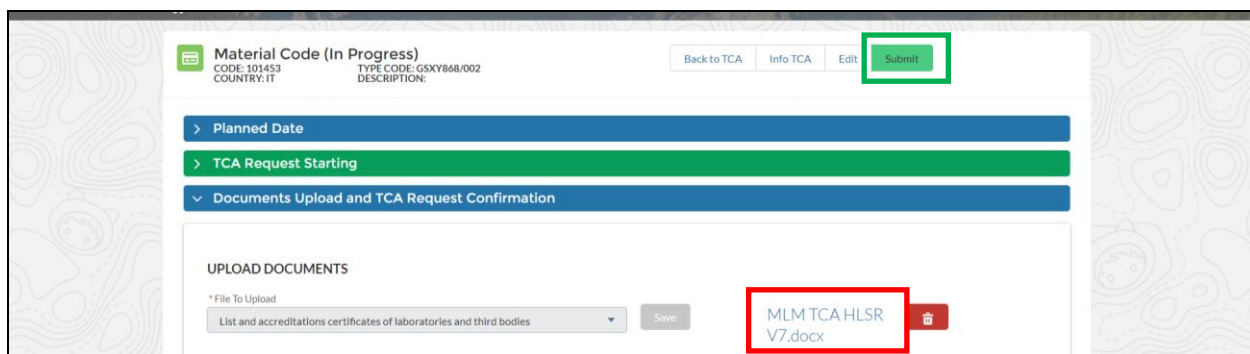 Material Code (In Progress)
CODE: 101453 TYPE CODE: GSXY868/002
COUNTRY: IT DESCRIPTION:
Back to TCA Info TCA Edit Submit
Planned Date
TCA Request Starting
Documents Upload and TCA Request Confirmation
UPLOAD DOCUMENTS
* File To Upload
List and accreditations certificates of laboratories and third bodies Save
MLM TCA HLSR
V7.docx